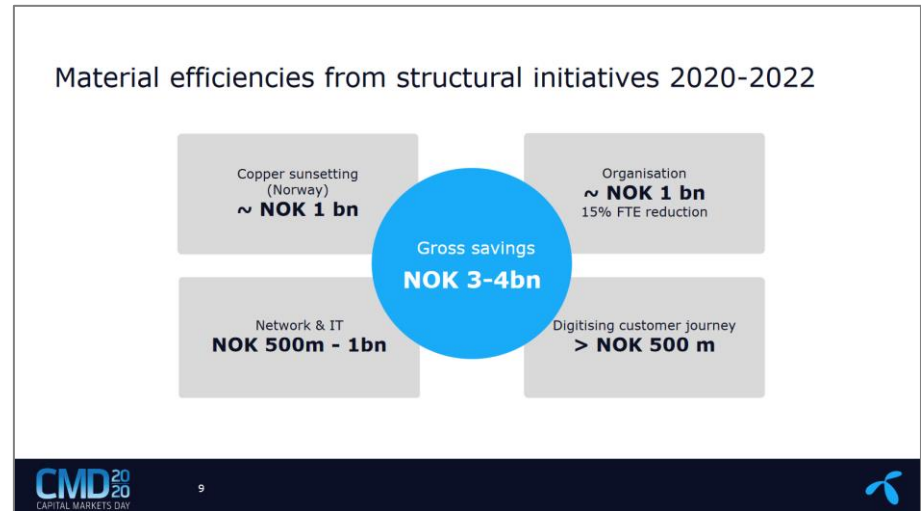 Material efficiencies from structural initiatives 2020-2022
Copper sunsetting
(Norway)
~ NOK 1 bn
Organisation
~ NOK 1 bn
15% FTE reduction
Gross savings
NOK 3-4bn
Network & IT
NOK 500m - 1bn
Digitising customer journey
> NOK 500 m
CMD 20
20
CAPITAL MARKETS DAY
9